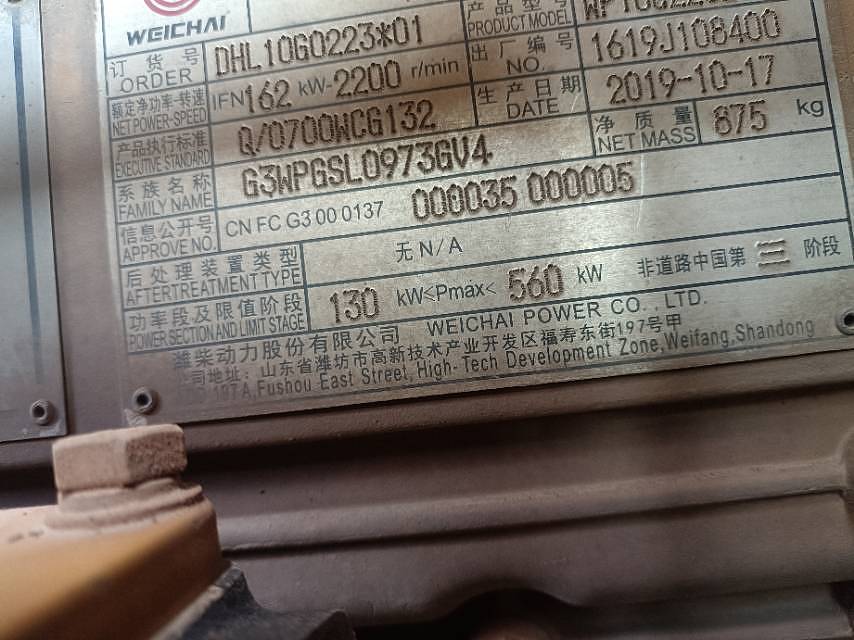 WEICHAI
产品型号
PRODUCT MODEL
订货号
ORDER
DHL10G0223*01
出厂编号
NO.
1619J108400
额定净功率-转速
NET POWER-SPEED
IFN162 kW-2200 r/min
生产日期
DATE
2019-10-17
产品执行标准
EXECUTIVE STANDARD
Q/0700WCG132
净质量
NET MASS
875 kg
系族名称
FAMILY NAME
G3WPGSL0973GV4
信息公开号
APPROVE NO.
CN FC G3 00 0137 000035 000005
后处理装置类型
AFTERTREATMENT TYPE
无 N/A
功率段及限值阶段
POWER SECTION AND LIMIT STAGE
130 kW≤Pmax< 560 kW 非道路中国第 三 阶段
潍柴动力股份有限公司 WEICHAI POWER CO., LTD.
公司地址: 山东省潍坊市高新技术产业开发区福寿东街197号甲
197A, Fushou East Street, High-Tech Development Zone, Weifang, Shandong